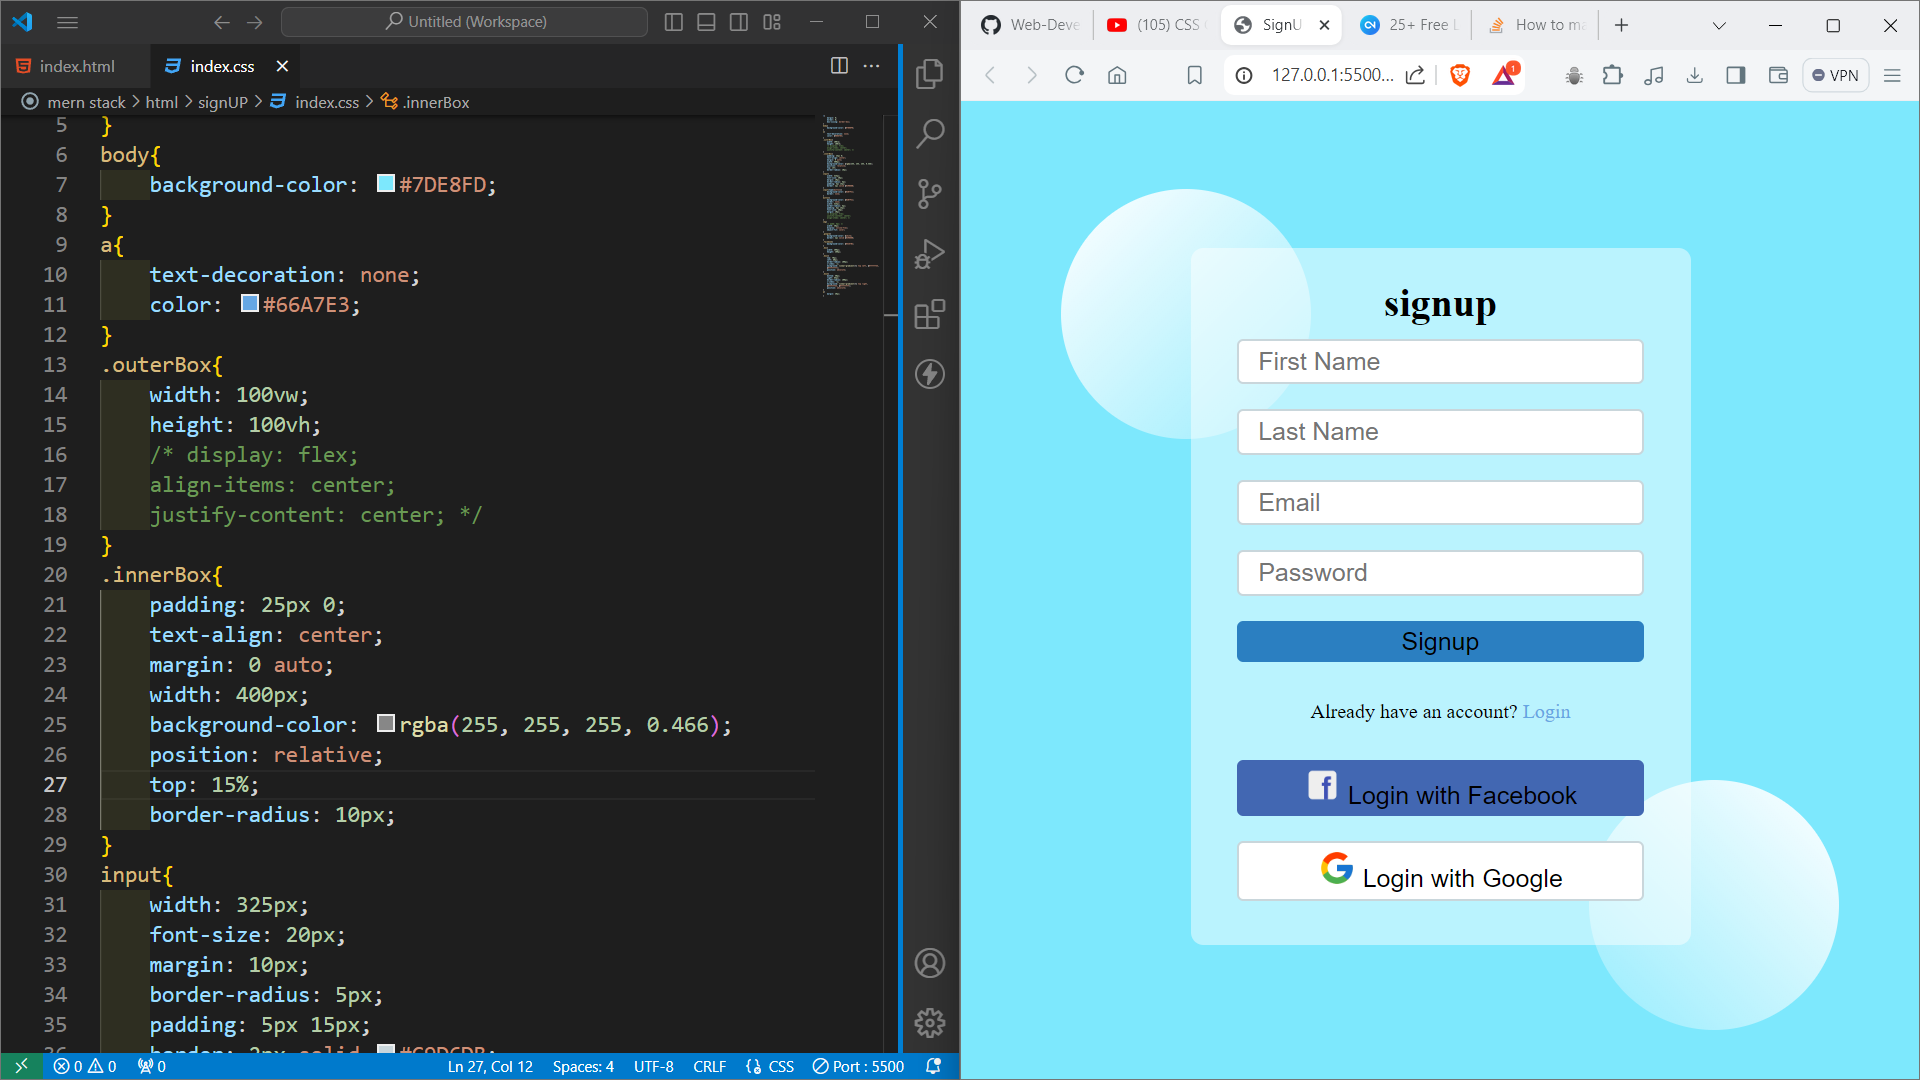 Untitled (Workspace)
index.html
index.css
mern stack > html > signUP > index.css > .innerBox
5 }
6 body{
7 background-color: #7DE8FD;
8 }
9 a{
10 text-decoration: none;
11 color: #66A7E3;
12 }
13 .outerBox{
14 width: 100vw;
15 height: 100vh;
16 /* display: flex;
17 align-items: center;
18 justify-content: center; */
19 }
20 .innerBox{
21 padding: 25px 0;
22 text-align: center;
23 margin: 0 auto;
24 width: 400px;
25 background-color: rgba(255, 255, 255, 0.466);
26 position: relative;
27 top: 15%;
28 border-radius: 10px;
29 }
30 input{
31 width: 325px;
32 font-size: 20px;
33 margin: 10px;
34 border-radius: 5px;
35 padding: 5px 15px;
0 0 0
Ln 27, Col 12 Spaces: 4 UTF-8 CRLF CSS Port : 5500
Web-Deve
(105) CSS
SignU
25+ Free
How to ma
127.0.0.1:5500...
1
VPN
signup
First Name
Last Name
Email
Password
Signup
Already have an account? Login
Login with Facebook
Login with Google